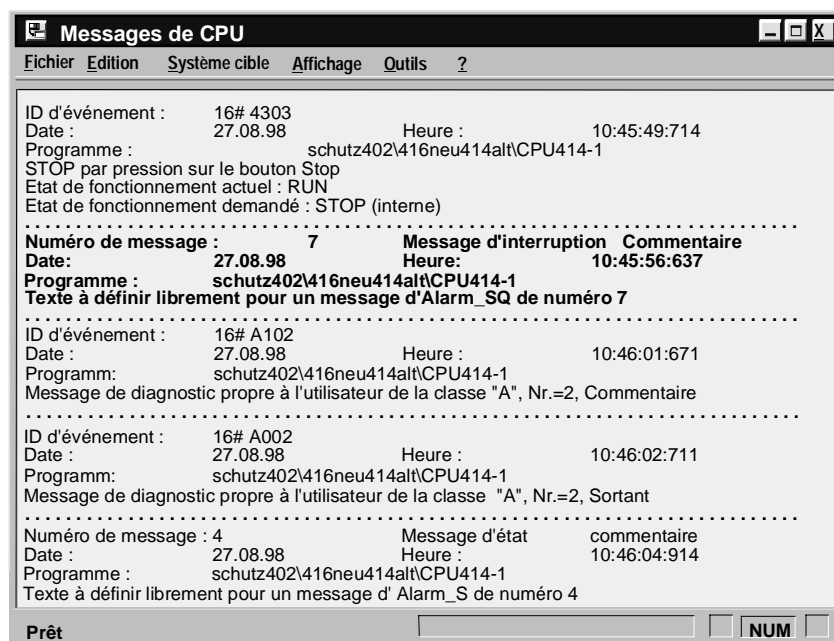 Messages de CPU
Fichier Edition Système cible Affichage Outils ?
ID d'événement : 16# 4303
Date : 27.08.98 Heure : 10:45:49:714
Programme : schutz402\416neu414alt\CPU414-1
STOP par pression sur le bouton Stop
Etat de fonctionnement actuel : RUN
Etat de fonctionnement demandé : STOP (interne)
Numéro de message : 7 Message d'interruption Commentaire
Date: 27.08.98 Heure: 10:45:56:637
Programme : schutz402\416neu414alt\CPU414-1
Texte à définir librement pour un message d'Alarm_SQ de numéro 7
ID d'événement : 16# A102
Date : 27.08.98 Heure : 10:46:01:671
Programm: schutz402\416neu414alt\CPU414-1
Message de diagnostic propre à l'utilisateur de la classe "A", Nr.=2, Commentaire
ID d'événement : 16# A002
Date : 27.08.98 Heure : 10:46:02:711
Programm: schutz402\416neu414alt\CPU414-1
Message de diagnostic propre à l'utilisateur de la classe "A", Nr.=2, Sortant
Numéro de message : 4 Message d'état commentaire
Date : 27.08.98 Heure : 10:46:04:914
Programme : schutz402\416neu414alt\CPU414-1
Texte à définir librement pour un message d' Alarm_S de numéro 4
Prêt NUM